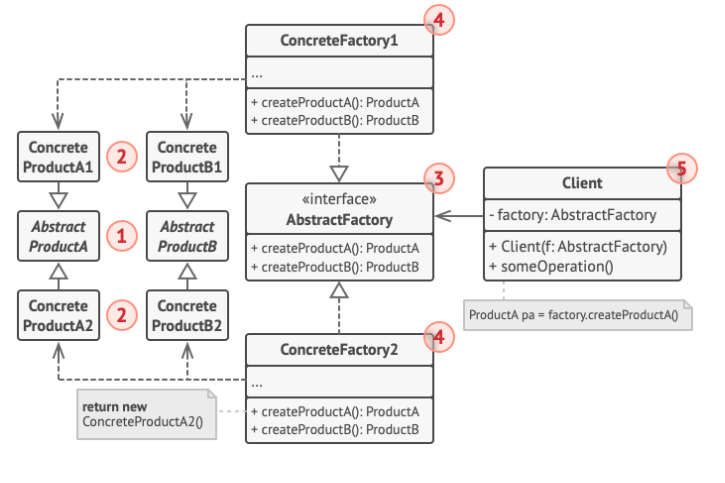 4
ConcreteFactory1
...
+ createProductA(): ProductA
+ createProductB(): ProductB
Concrete
ProductA1
2
Concrete
ProductB1
Abstract
ProductA
1
Abstract
ProductB
Concrete
ProductA2
2
Concrete
ProductB2
3
«interface»
AbstractFactory
+ createProductA(): ProductA
+ createProductB(): ProductB
5
Client
- factory: AbstractFactory
+ Client(f: AbstractFactory)
+ someOperation()
ProductA pa = factory.createProductA()
4
ConcreteFactory2
...
+ createProductA(): ProductA
+ createProductB(): ProductB
return new
ConcreteProductA2()